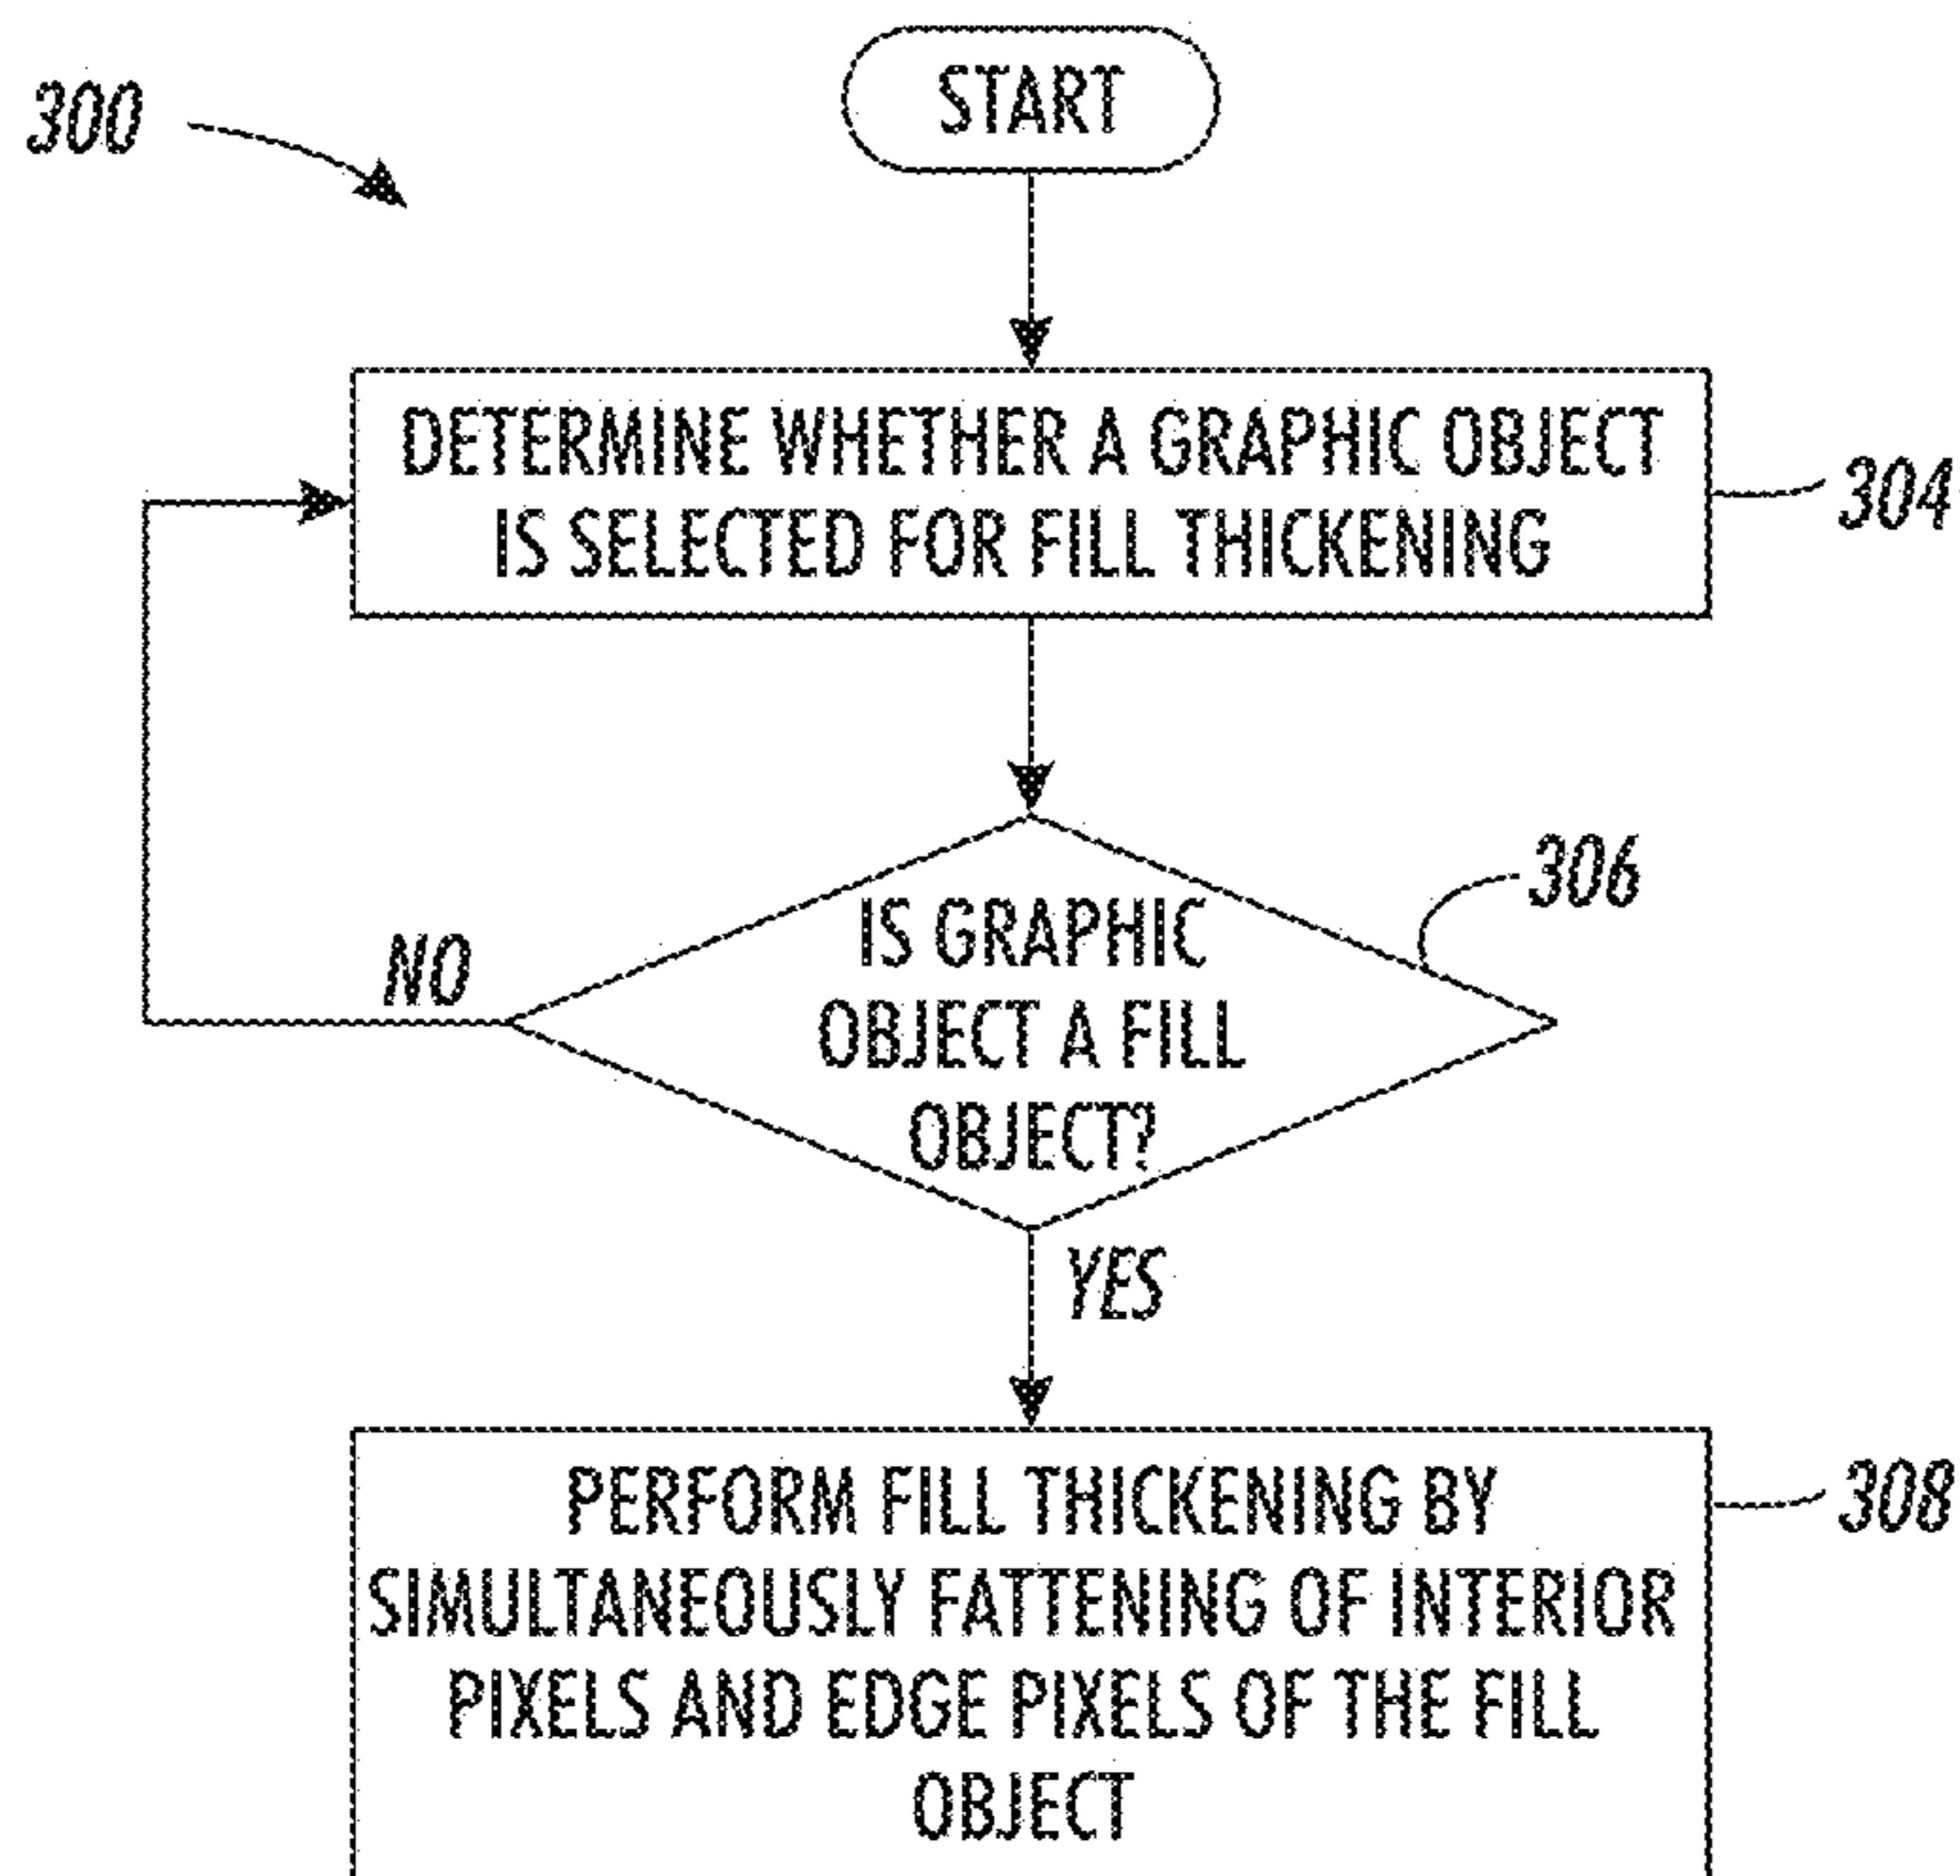 300
START
DETERMINE WHETHER A GRAPHIC OBJECT
IS SELECTED FOR FILL THICKENING
304
306
IS GRAPHIC
OBJECT A FILL
OBJECT?
NO
YES
PERFORM FILL THICKENING BY
SIMULTANEOUSLY FATTENING OF INTERIOR
PIXELS AND EDGE PIXELS OF THE FILL
OBJECT
308